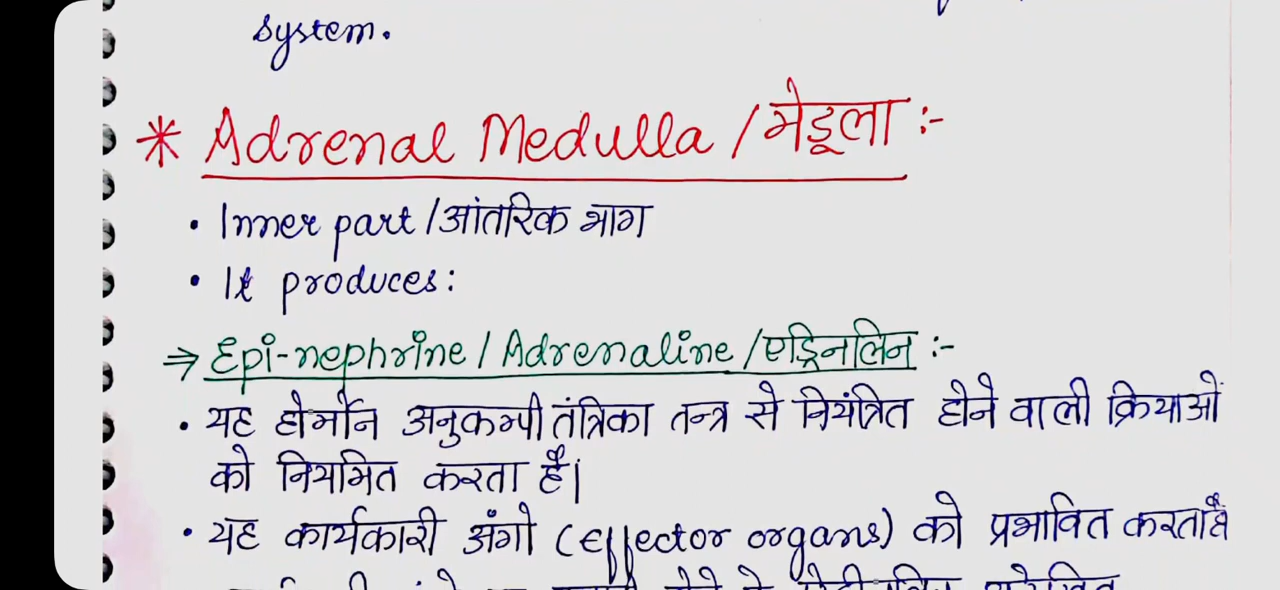 system.
* Adrenal Medulla / मेडूला :-
• Inner part / आंतरिक भाग
• It produces:
⇒ Epi-nephrine / Adrenaline / एड्रिनलिन :-
• यह होर्मोन अनुकम्पी तंत्रिका तन्त्र से नियंत्रित होने वाली क्रियाओं
को नियमित करता है।
• यह कार्यकारी अंगो (effector organs) को प्रभावित करता है